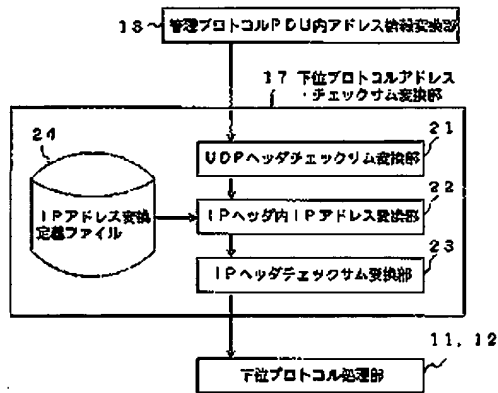 18
管理プロトコルPDU内アドレス情報変換部
17 下位プロトコルアドレス
・チェックサム変換部
24
21
UDPヘッダチェックサム変換部
22
IPアドレス変換
定義ファイル
IPヘッダ内IPアドレス変換部
23
IPヘッダチェックサム変換部
11, 12
下位プロトコル処理部